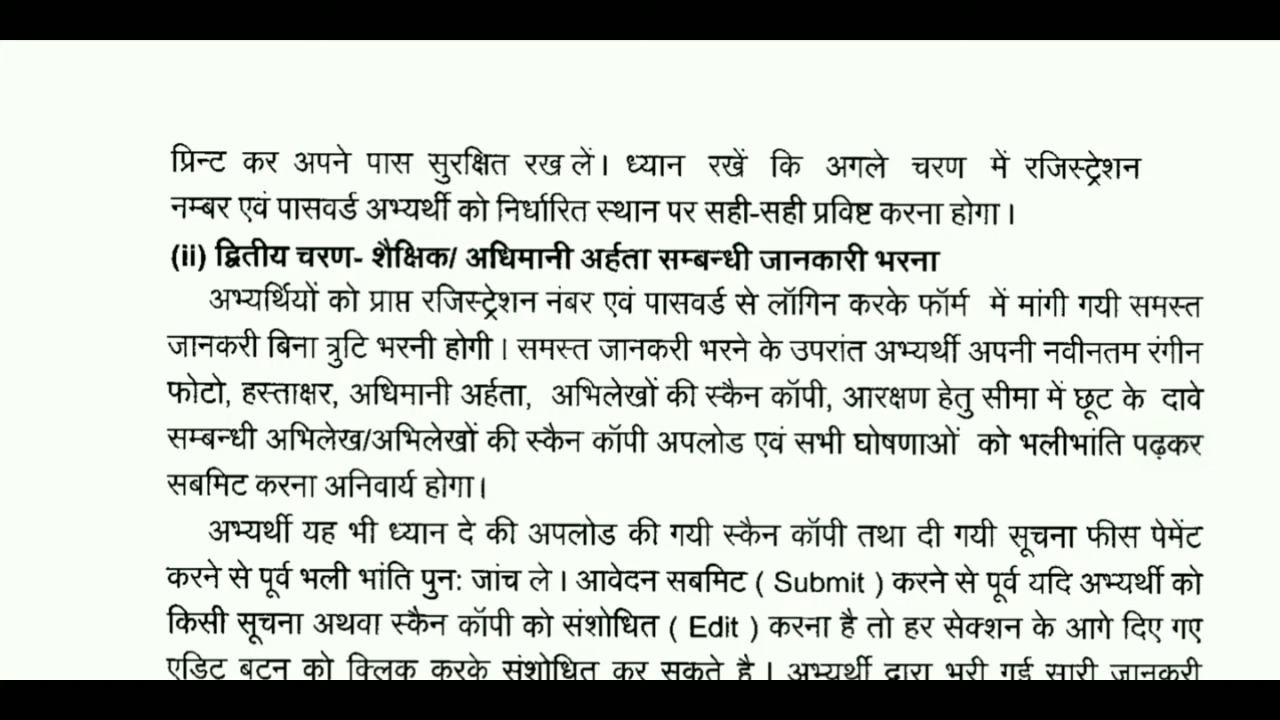 प्रिन्ट कर अपने पास सुरक्षित रख लें। ध्यान रखें कि अगले चरण में रजिस्ट्रेशन
नम्बर एवं पासवर्ड अभ्यर्थी को निर्धारित स्थान पर सही-सही प्रविष्ट करना होगा।
(ii) द्वितीय चरण- शैक्षिक/ अधिमानी अर्हता सम्बन्धी जानकारी भरना
अभ्यर्थियों को प्राप्त रजिस्ट्रेशन नंबर एवं पासवर्ड से लॉगिन करके फॉर्म में मांगी गयी समस्त
जानकरी बिना त्रुटि भरनी होगी। समस्त जानकरी भरने के उपरांत अभ्यर्थी अपनी नवीनतम रंगीन
फोटो, हस्ताक्षर, अधिमानी अर्हता, अभिलेखों की स्कैन कॉपी, आरक्षण हेतु सीमा में छूट के दावे
सम्बन्धी अभिलेख/अभिलेखों की स्कैन कॉपी अपलोड एवं सभी घोषणाओं को भलीभांति पढ़कर
सबमिट करना अनिवार्य होगा।
अभ्यर्थी यह भी ध्यान दे की अपलोड की गयी स्कैन कॉपी तथा दी गयी सूचना फीस पेमेंट
करने से पूर्व भली भांति पुन: जांच ले। आवेदन सबमिट ( Submit ) करने से पूर्व यदि अभ्यर्थी को
किसी सूचना अथवा स्कैन कॉपी को संशोधित ( Edit ) करना है तो हर सेक्शन के आगे दिए गए
एडिट बटन को क्लिक करके संशोधित कर सकते है। अभ्यर्थी द्वारा भरी गई सारी जानकरी